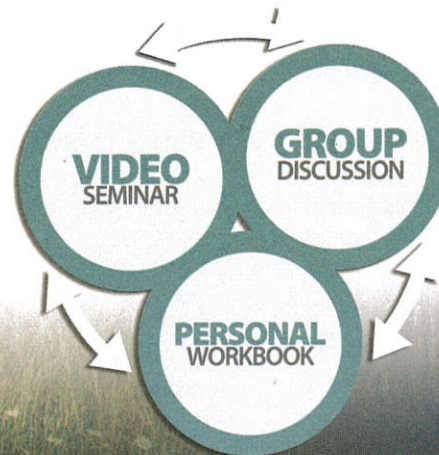 VIDEO
SEMINAR
GROUP
DISCUSSION
PERSONAL
WORKBOOK